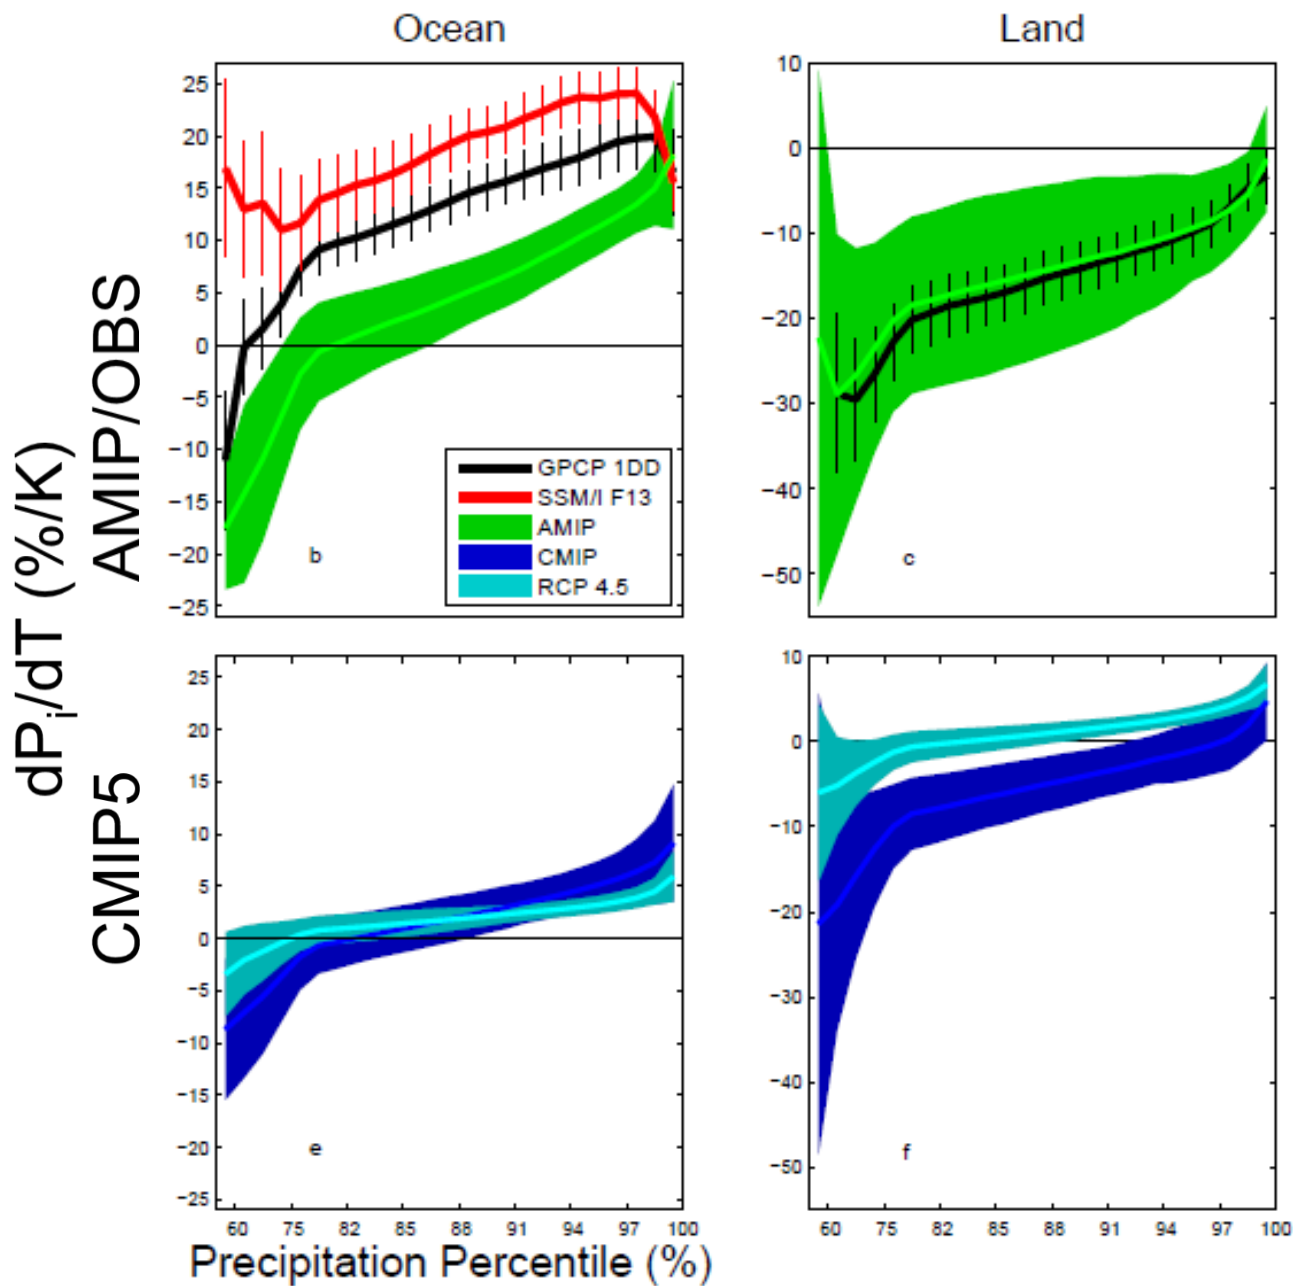 Ocean
Land
dPi/dT (%/K)
AMIP/OBS
CMIP5
25
20
15
10
5
0
−5
−10
−15
−20
−25
b
GPCP 1DD
SSM/I F13
AMIP
CMIP
RCP 4.5
10
0
−10
−20
−30
−40
−50
c
25
20
15
10
5
0
−5
−10
−15
−20
−25
e
60 75 82 85 88 91 94 97 100
10
0
−10
−20
−30
−40
−50
f
60 75 82 85 88 91 94 97 100
Precipitation Percentile (%)